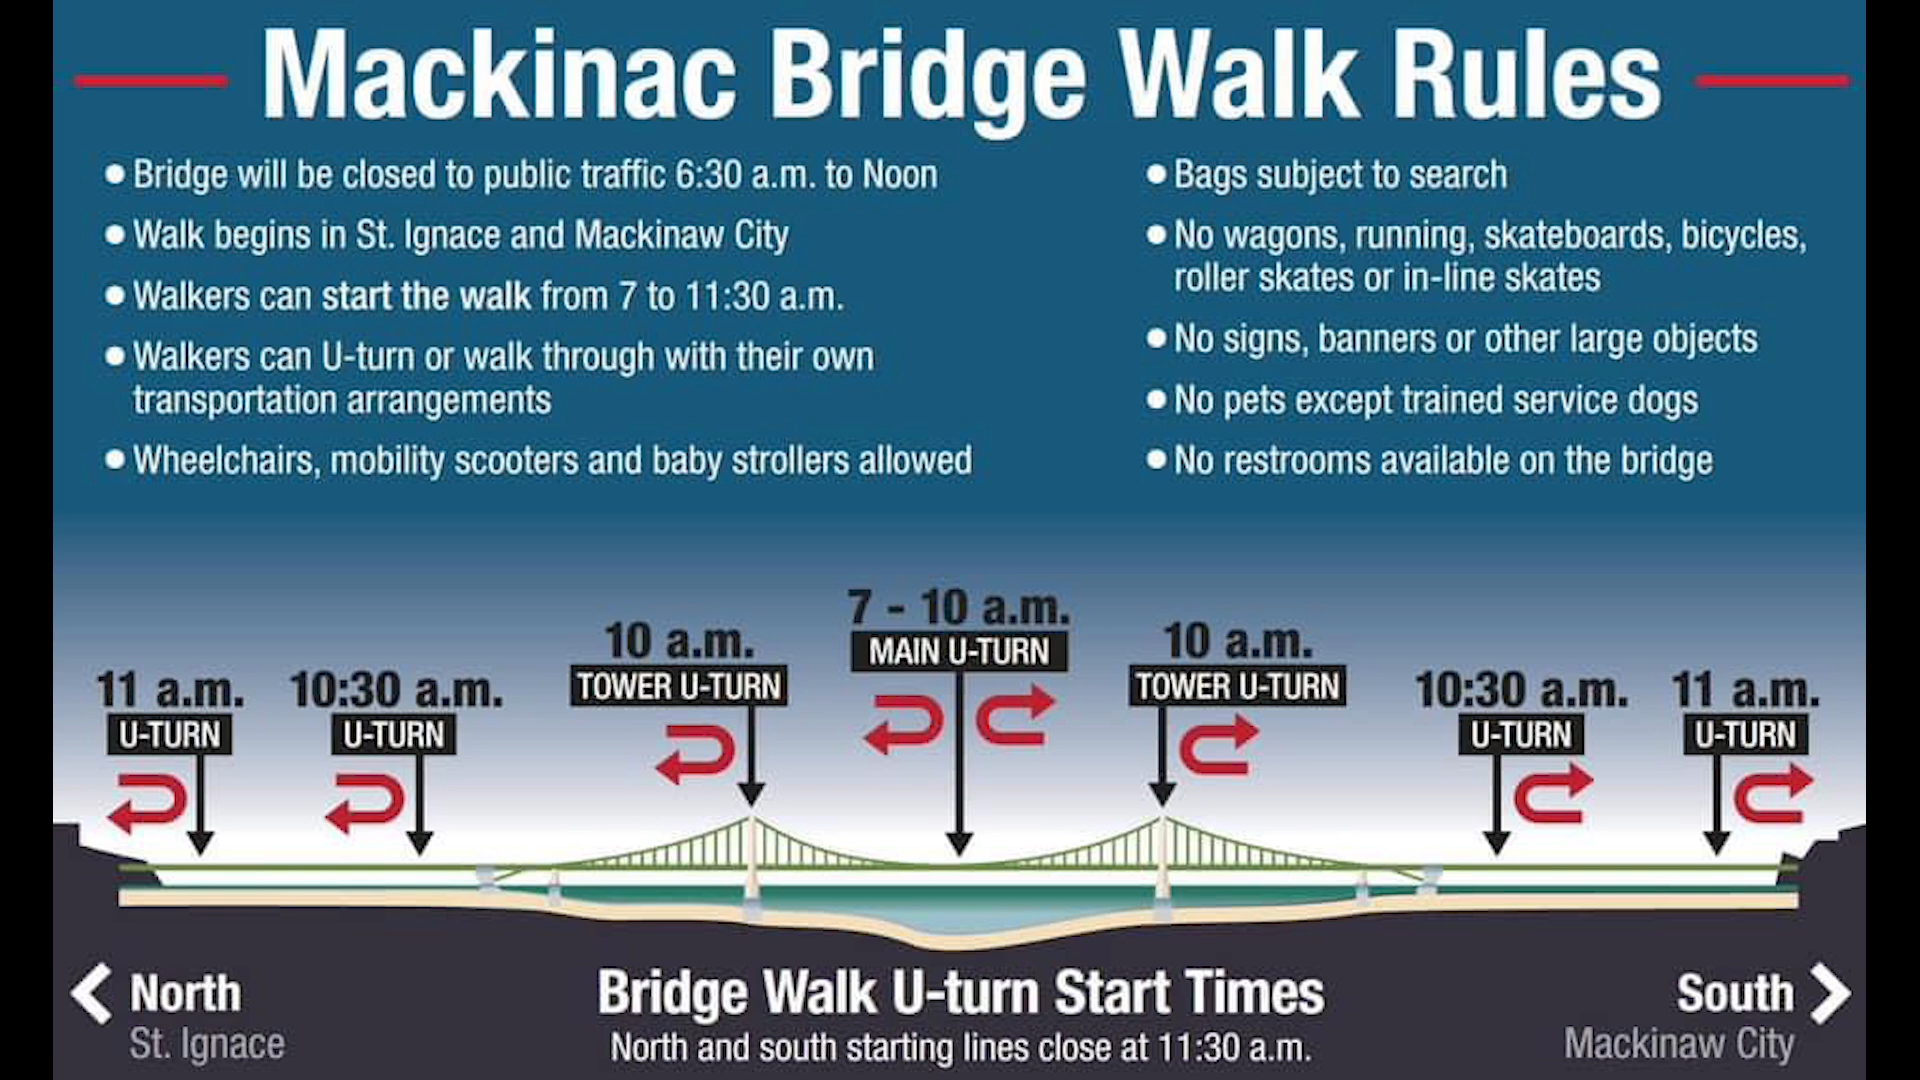 Mackinac Bridge Walk Rules
• Bridge will be closed to public traffic 6:30 a.m. to Noon
• Walk begins in St. Ignace and Mackinaw City
• Walkers can start the walk from 7 to 11:30 a.m.
• Walkers can U-turn or walk through with their own
transportation arrangements
• Wheelchairs, mobility scooters and baby strollers allowed
• Bags subject to search
• No wagons, running, skateboards, bicycles,
roller skates or in-line skates
• No signs, banners or other large objects
• No pets except trained service dogs
• No restrooms available on the bridge
11 a.m.
U-TURN
10:30 a.m.
U-TURN
10 a.m.
TOWER U-TURN
7 - 10 a.m.
MAIN U-TURN
10 a.m.
TOWER U-TURN
10:30 a.m.
U-TURN
11 a.m.
U-TURN
North
St. Ignace
Bridge Walk U-turn Start Times
North and south starting lines close at 11:30 a.m.
South
Mackinaw City